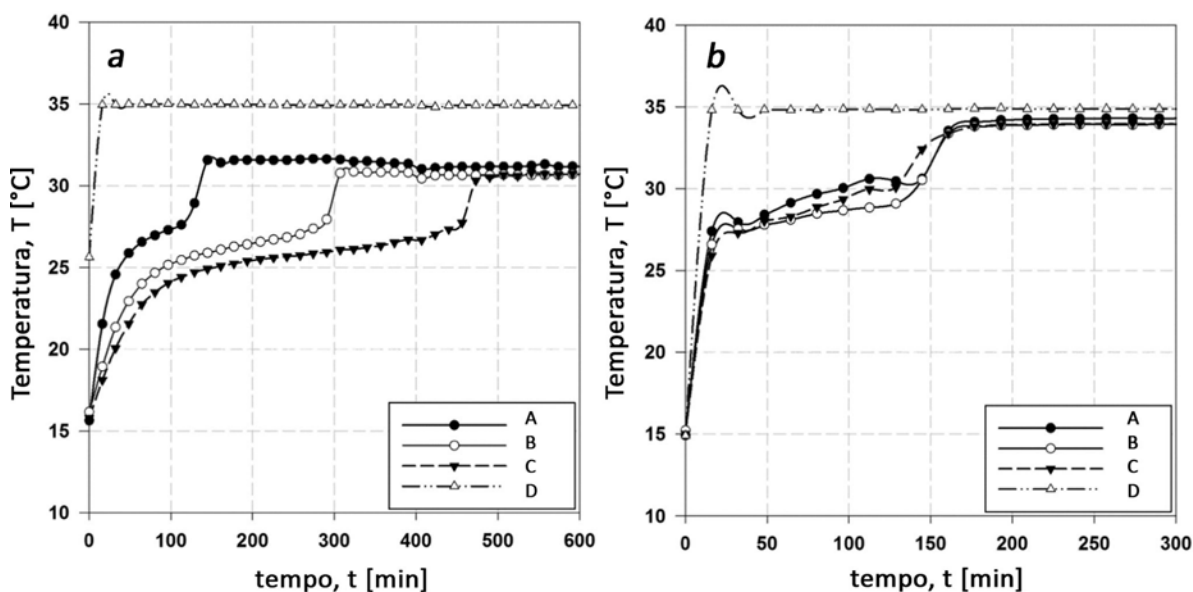 a
Temperatura, T [°C]
40
35
30
25
20
15
10
0 100 200 300 400 500 600
tempo, t [min]
A
B
C
D
b
Temperatura, T [°C]
40
35
30
25
20
15
10
0 50 100 150 200 250 300
tempo, t [min]
A
B
C
D